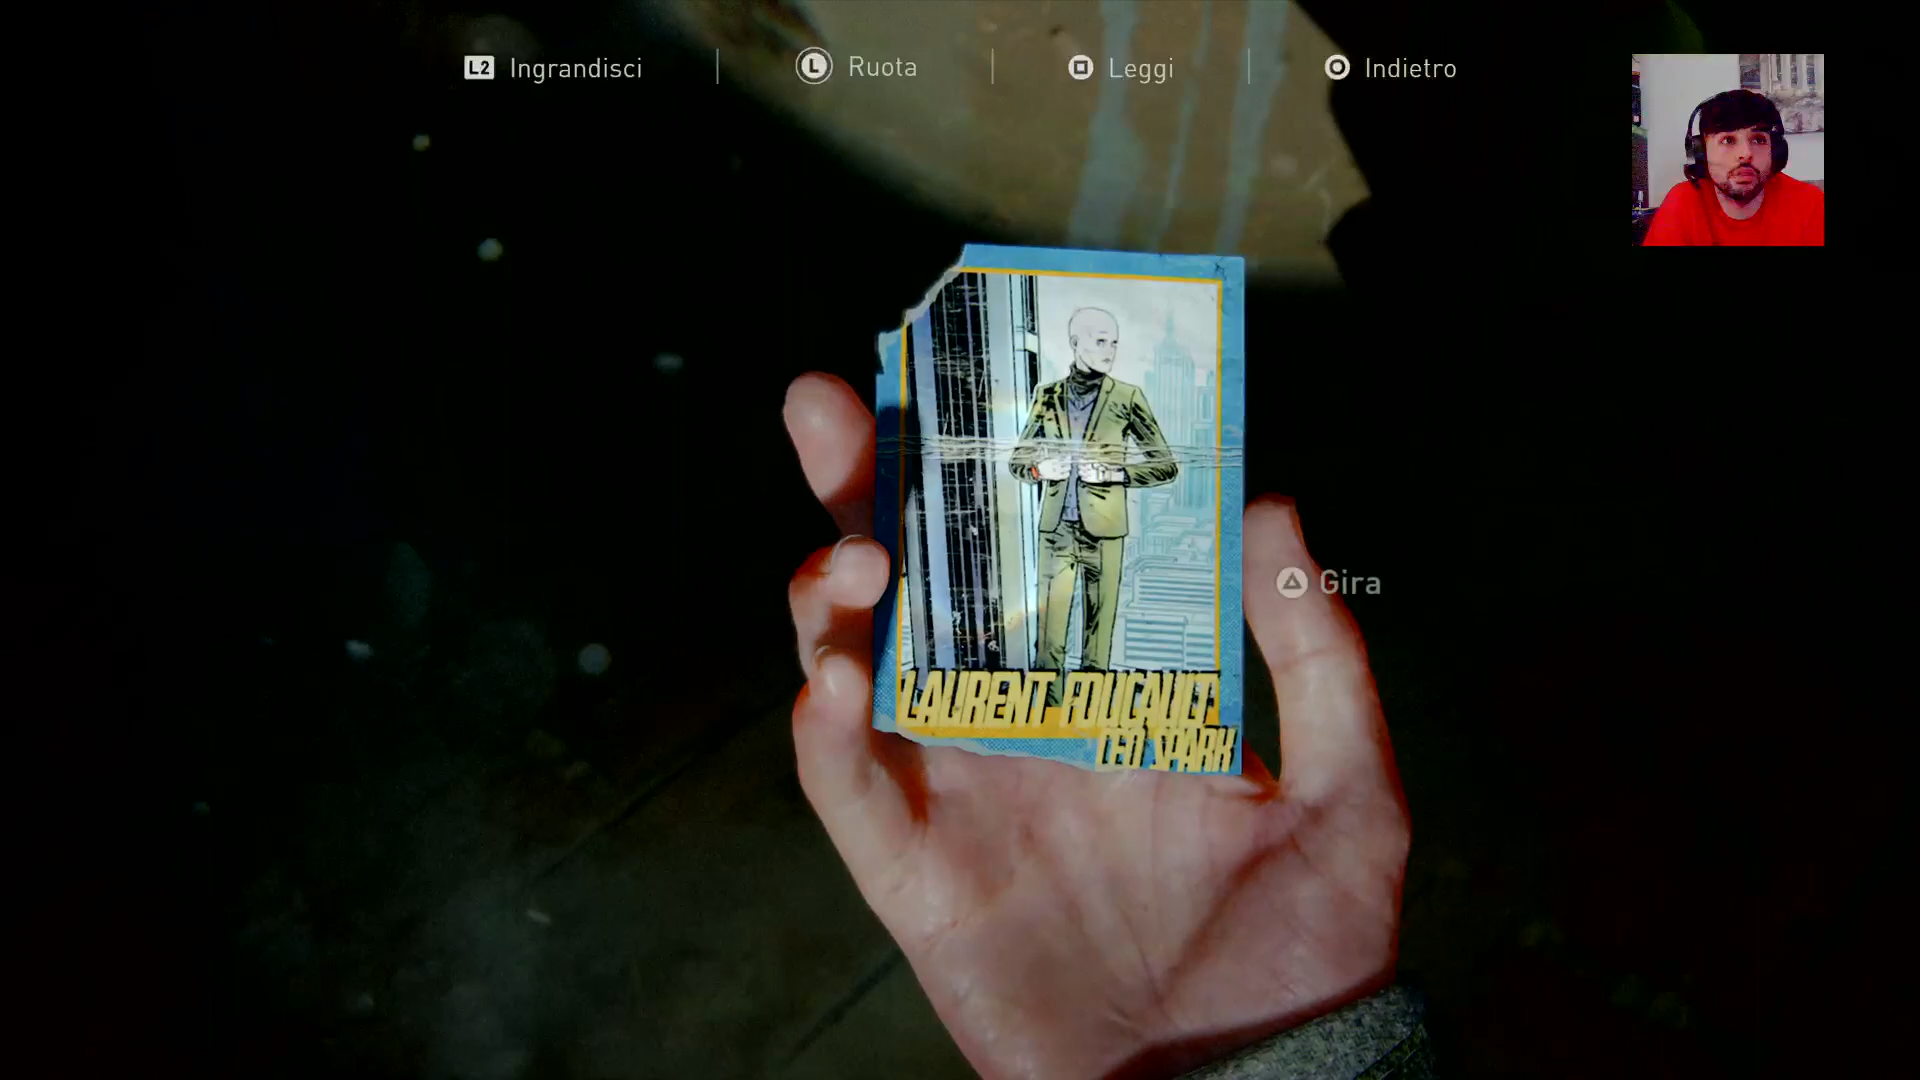 L2 Ingrandisci
L Ruota
Leggi
Indietro
Gira
LAURENT FOUCAULT
CEO SPARK